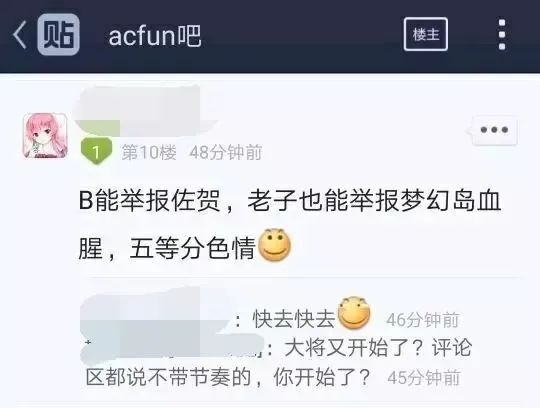 贴 acfun吧 楼主
1 第10楼 48分钟前
B能举报佐贺，老子也能举报梦幻岛血
腥，五等分色情
：快去快去 46分钟前
：大将又开始了？评论
区都说不带节奏的，你开始了？ 45分钟前